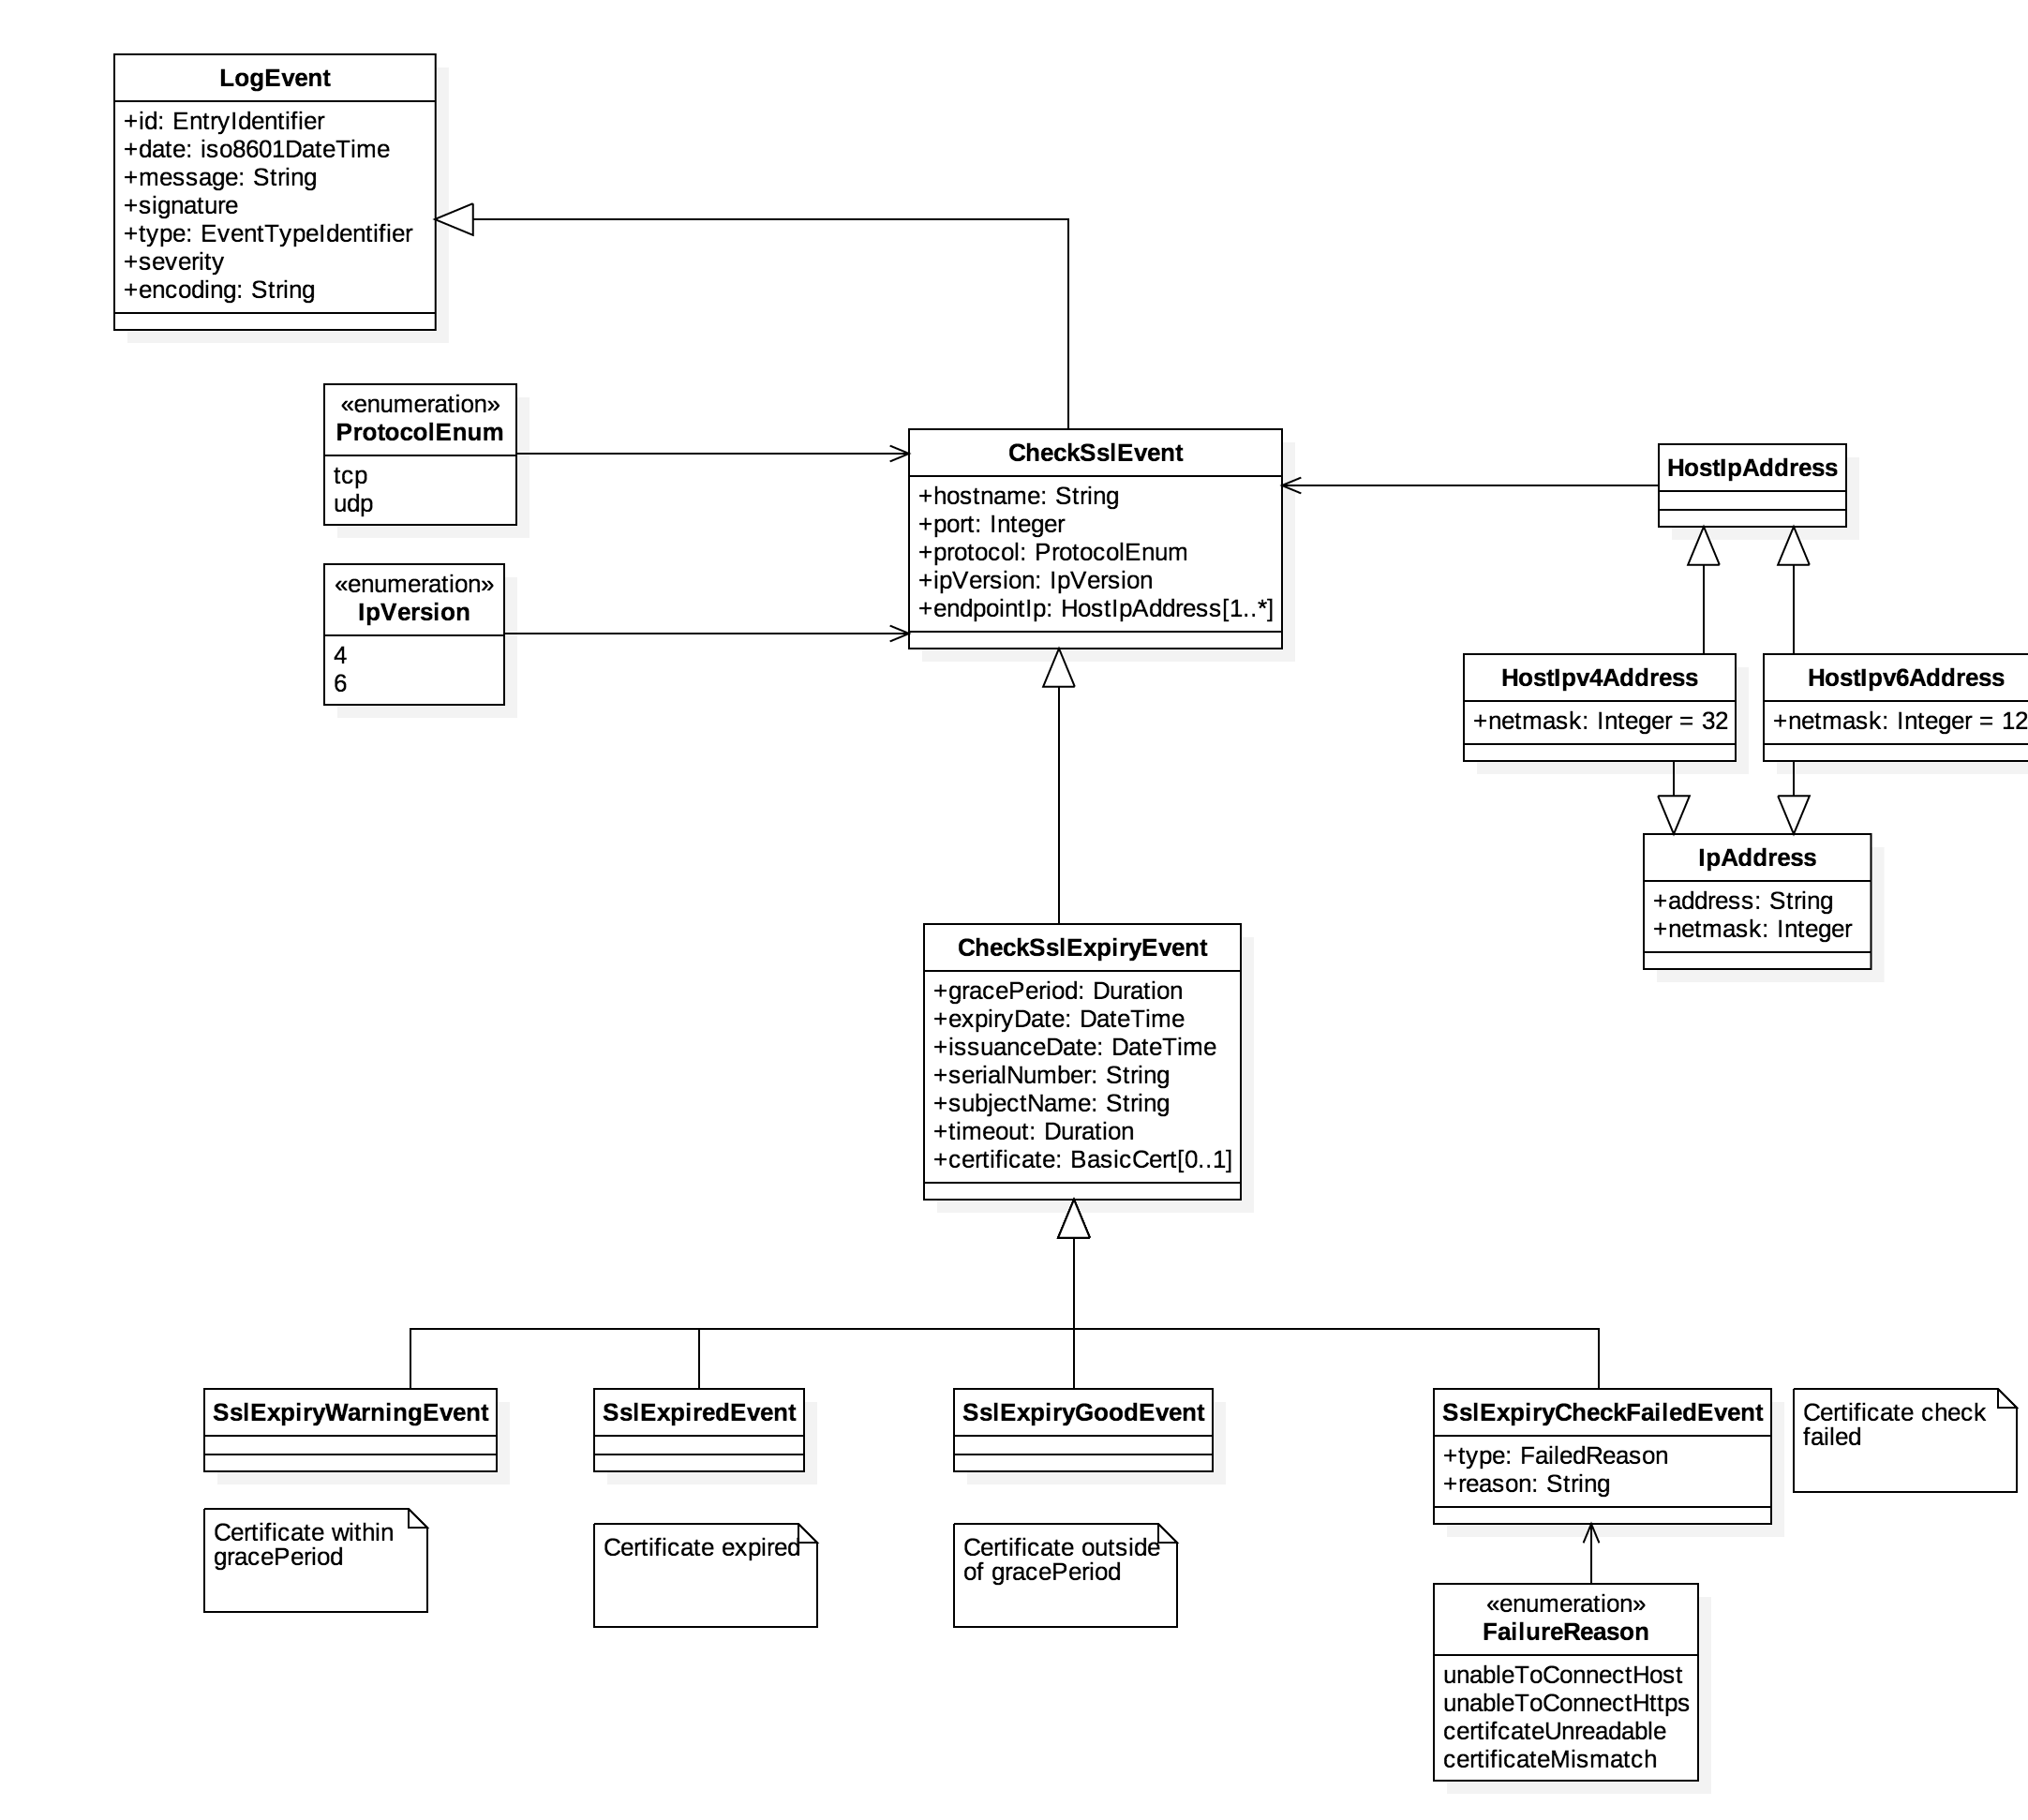 LogEvent
+id: EntryIdentifier
+date: iso8601DateTime
+message: String
+signature
+type: EventTypeIdentifier
+severity
+encoding: String
«enumeration»
ProtocolEnum
tcp
udp
«enumeration»
IpVersion
4
6
CheckSslEvent
+hostname: String
+port: Integer
+protocol: ProtocolEnum
+ipVersion: IpVersion
+endpointIp: HostIpAddress[1..*]
HostIpAddress
HostIpv4Address
+netmask: Integer = 32
HostIpv6Address
+netmask: Integer = 12
IpAddress
+address: String
+netmask: Integer
CheckSslExpiryEvent
+gracePeriod: Duration
+expiryDate: DateTime
+issuanceDate: DateTime
+serialNumber: String
+subjectName: String
+timeout: Duration
+certificate: BasicCert[0..1]
SslExpiryWarningEvent
Certificate within
gracePeriod
SslExpiredEvent
Certificate expired
SslExpiryGoodEvent
Certificate outside
of gracePeriod
SslExpiryCheckFailedEvent
+type: FailedReason
+reason: String
Certificate check
failed
«enumeration»
FailureReason
unableToConnectHost
unableToConnectHttps
certifcateUnreadable
certificateMismatch